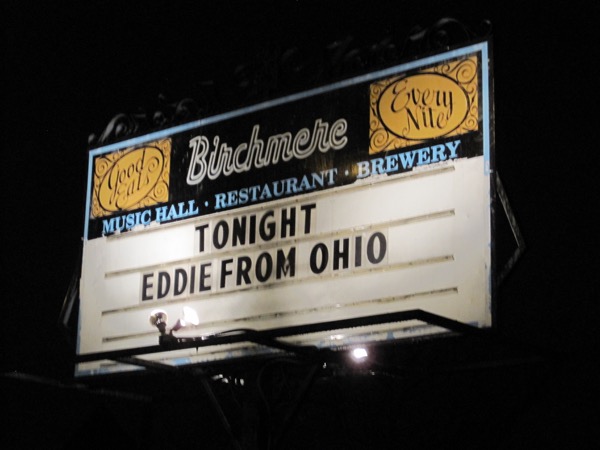 Good Eats
Birchmere
Every Nite!
MUSIC HALL · RESTAURANT · BREWERY
TONIGHT
EDDIE FROM OHIO